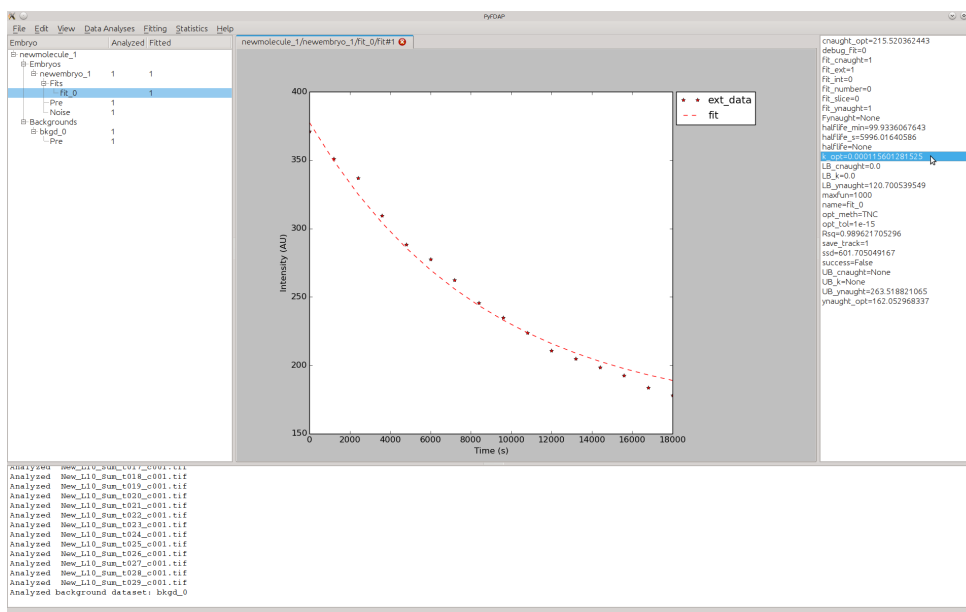 PyFDAP
File Edit View Data Analyses Fitting Statistics Help
Embryo Analyzed Fitted
newmolecule_1
Embryos
newembryo_1 1 1
Fits
fit_0 1
Pre 1
Noise 1
Backgrounds
bkgd_0 1
Pre 1
newmolecule_1/newembryo_1/fit_0/fit#1
400
350
300
250
200
150
Intensity (AU)
0 2000 4000 6000 8000 10000 12000 14000 16000 18000
Time (s)
ext_data
fit
cnaught_opt=215.520362443
debug_fit=0
fit_cnaught=1
fit_ext=1
fit_int=0
fit_number=0
fit_slice=0
fit_ynaught=1
Fynaught=None
halflife_min=99.9336067643
halflife_s=5996.01640586
halflife=None
k_opt=0.000115601281525
LB_cnaught=0.0
LB_k=0.0
LB_ynaught=120.700539549
maxfun=1000
name=fit_0
opt_meth=TNC
opt_tol=1e-15
Rsq=0.989621705296
save_track=1
ssd=601.705049167
success=False
UB_cnaught=None
UB_k=None
UB_ynaught=263.518821065
ynaught_opt=162.052968337
Analyzed New_L10_Sum_t017_c001.tif
Analyzed New_L10_Sum_t018_c001.tif
Analyzed New_L10_Sum_t019_c001.tif
Analyzed New_L10_Sum_t020_c001.tif
Analyzed New_L10_Sum_t021_c001.tif
Analyzed New_L10_Sum_t022_c001.tif
Analyzed New_L10_Sum_t023_c001.tif
Analyzed New_L10_Sum_t024_c001.tif
Analyzed New_L10_Sum_t025_c001.tif
Analyzed New_L10_Sum_t026_c001.tif
Analyzed New_L10_Sum_t027_c001.tif
Analyzed New_L10_Sum_t028_c001.tif
Analyzed New_L10_Sum_t029_c001.tif
Analyzed background dataset: bkgd_0